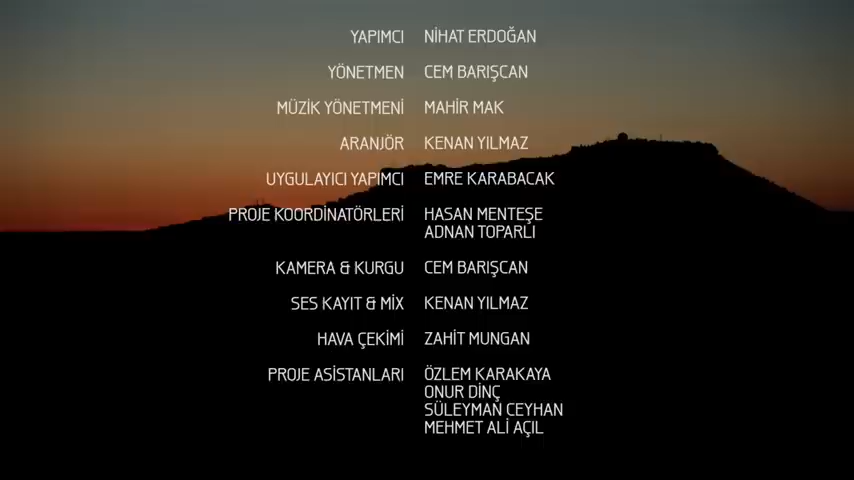 YAPIMCI NİHAT ERDOĞAN
YÖNETMEN CEM BARIŞCAN
MÜZİK YÖNETMENİ MAHİR MAK
ARANJÖR KENAN YILMAZ
UYGULAYICI YAPIMCI EMRE KARABACAK
PROJE KOORDİNATÖRLERİ HASAN MENTEŞE
ADNAN TOPARLI
KAMERA & KURGU CEM BARIŞCAN
SES KAYIT & MİX KENAN YILMAZ
HAVA ÇEKİMİ ZAHİT MUNGAN
PROJE ASİSTANLARI ÖZLEM KARAKAYA
ONUR DİNÇ
SÜLEYMAN CEYHAN
MEHMET ALİ AÇIL